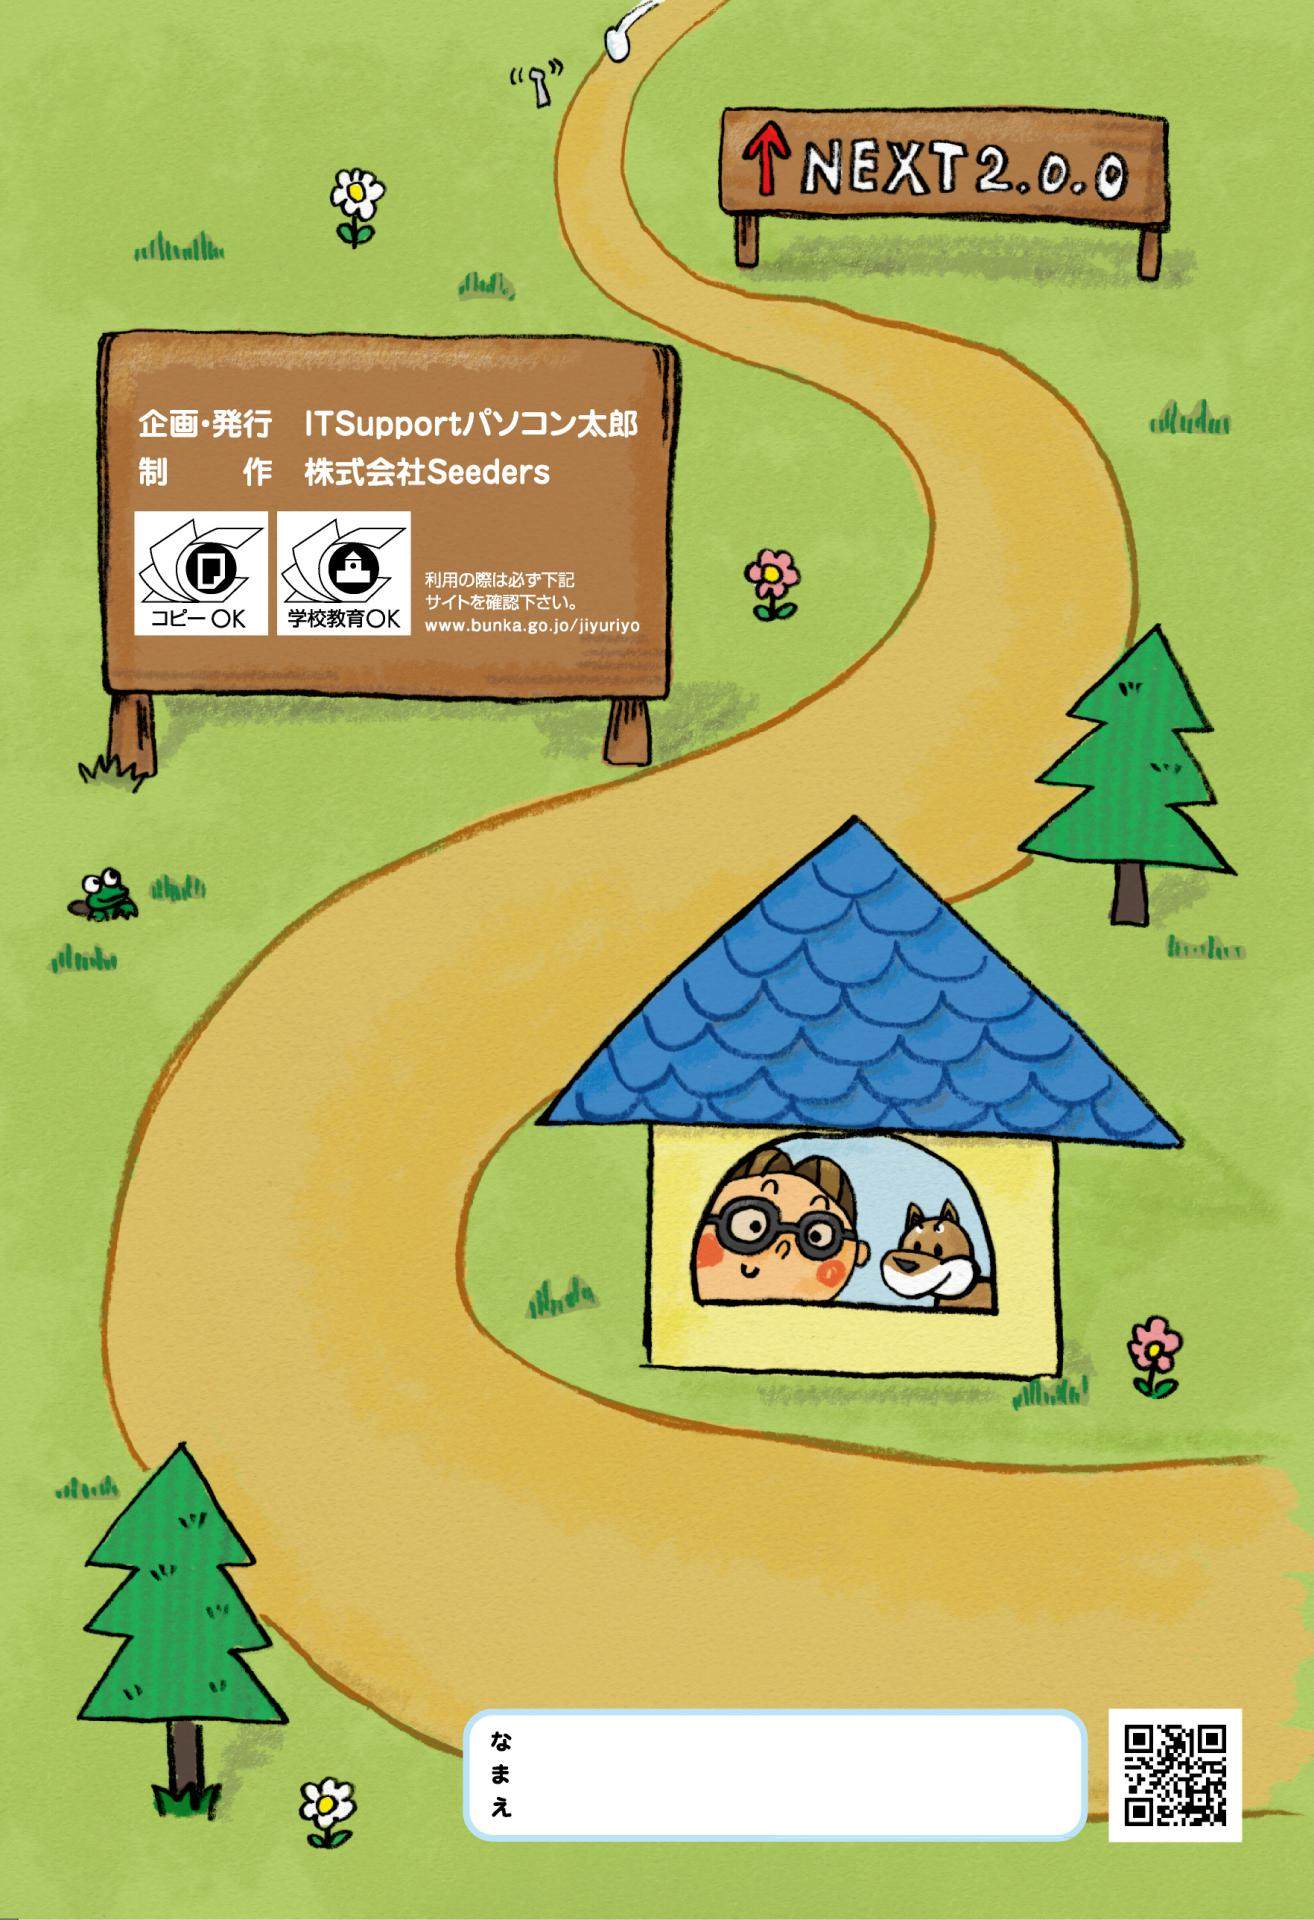 ↑NEXT2.0.0
企画・発行 ITSupportパソコン太郎
制作 株式会社Seeders
コピーOK
学校教育OK
利用の際は必ず下記
サイトを確認下さい。
www.bunka.go.jo/jiyuriyo
なまえ